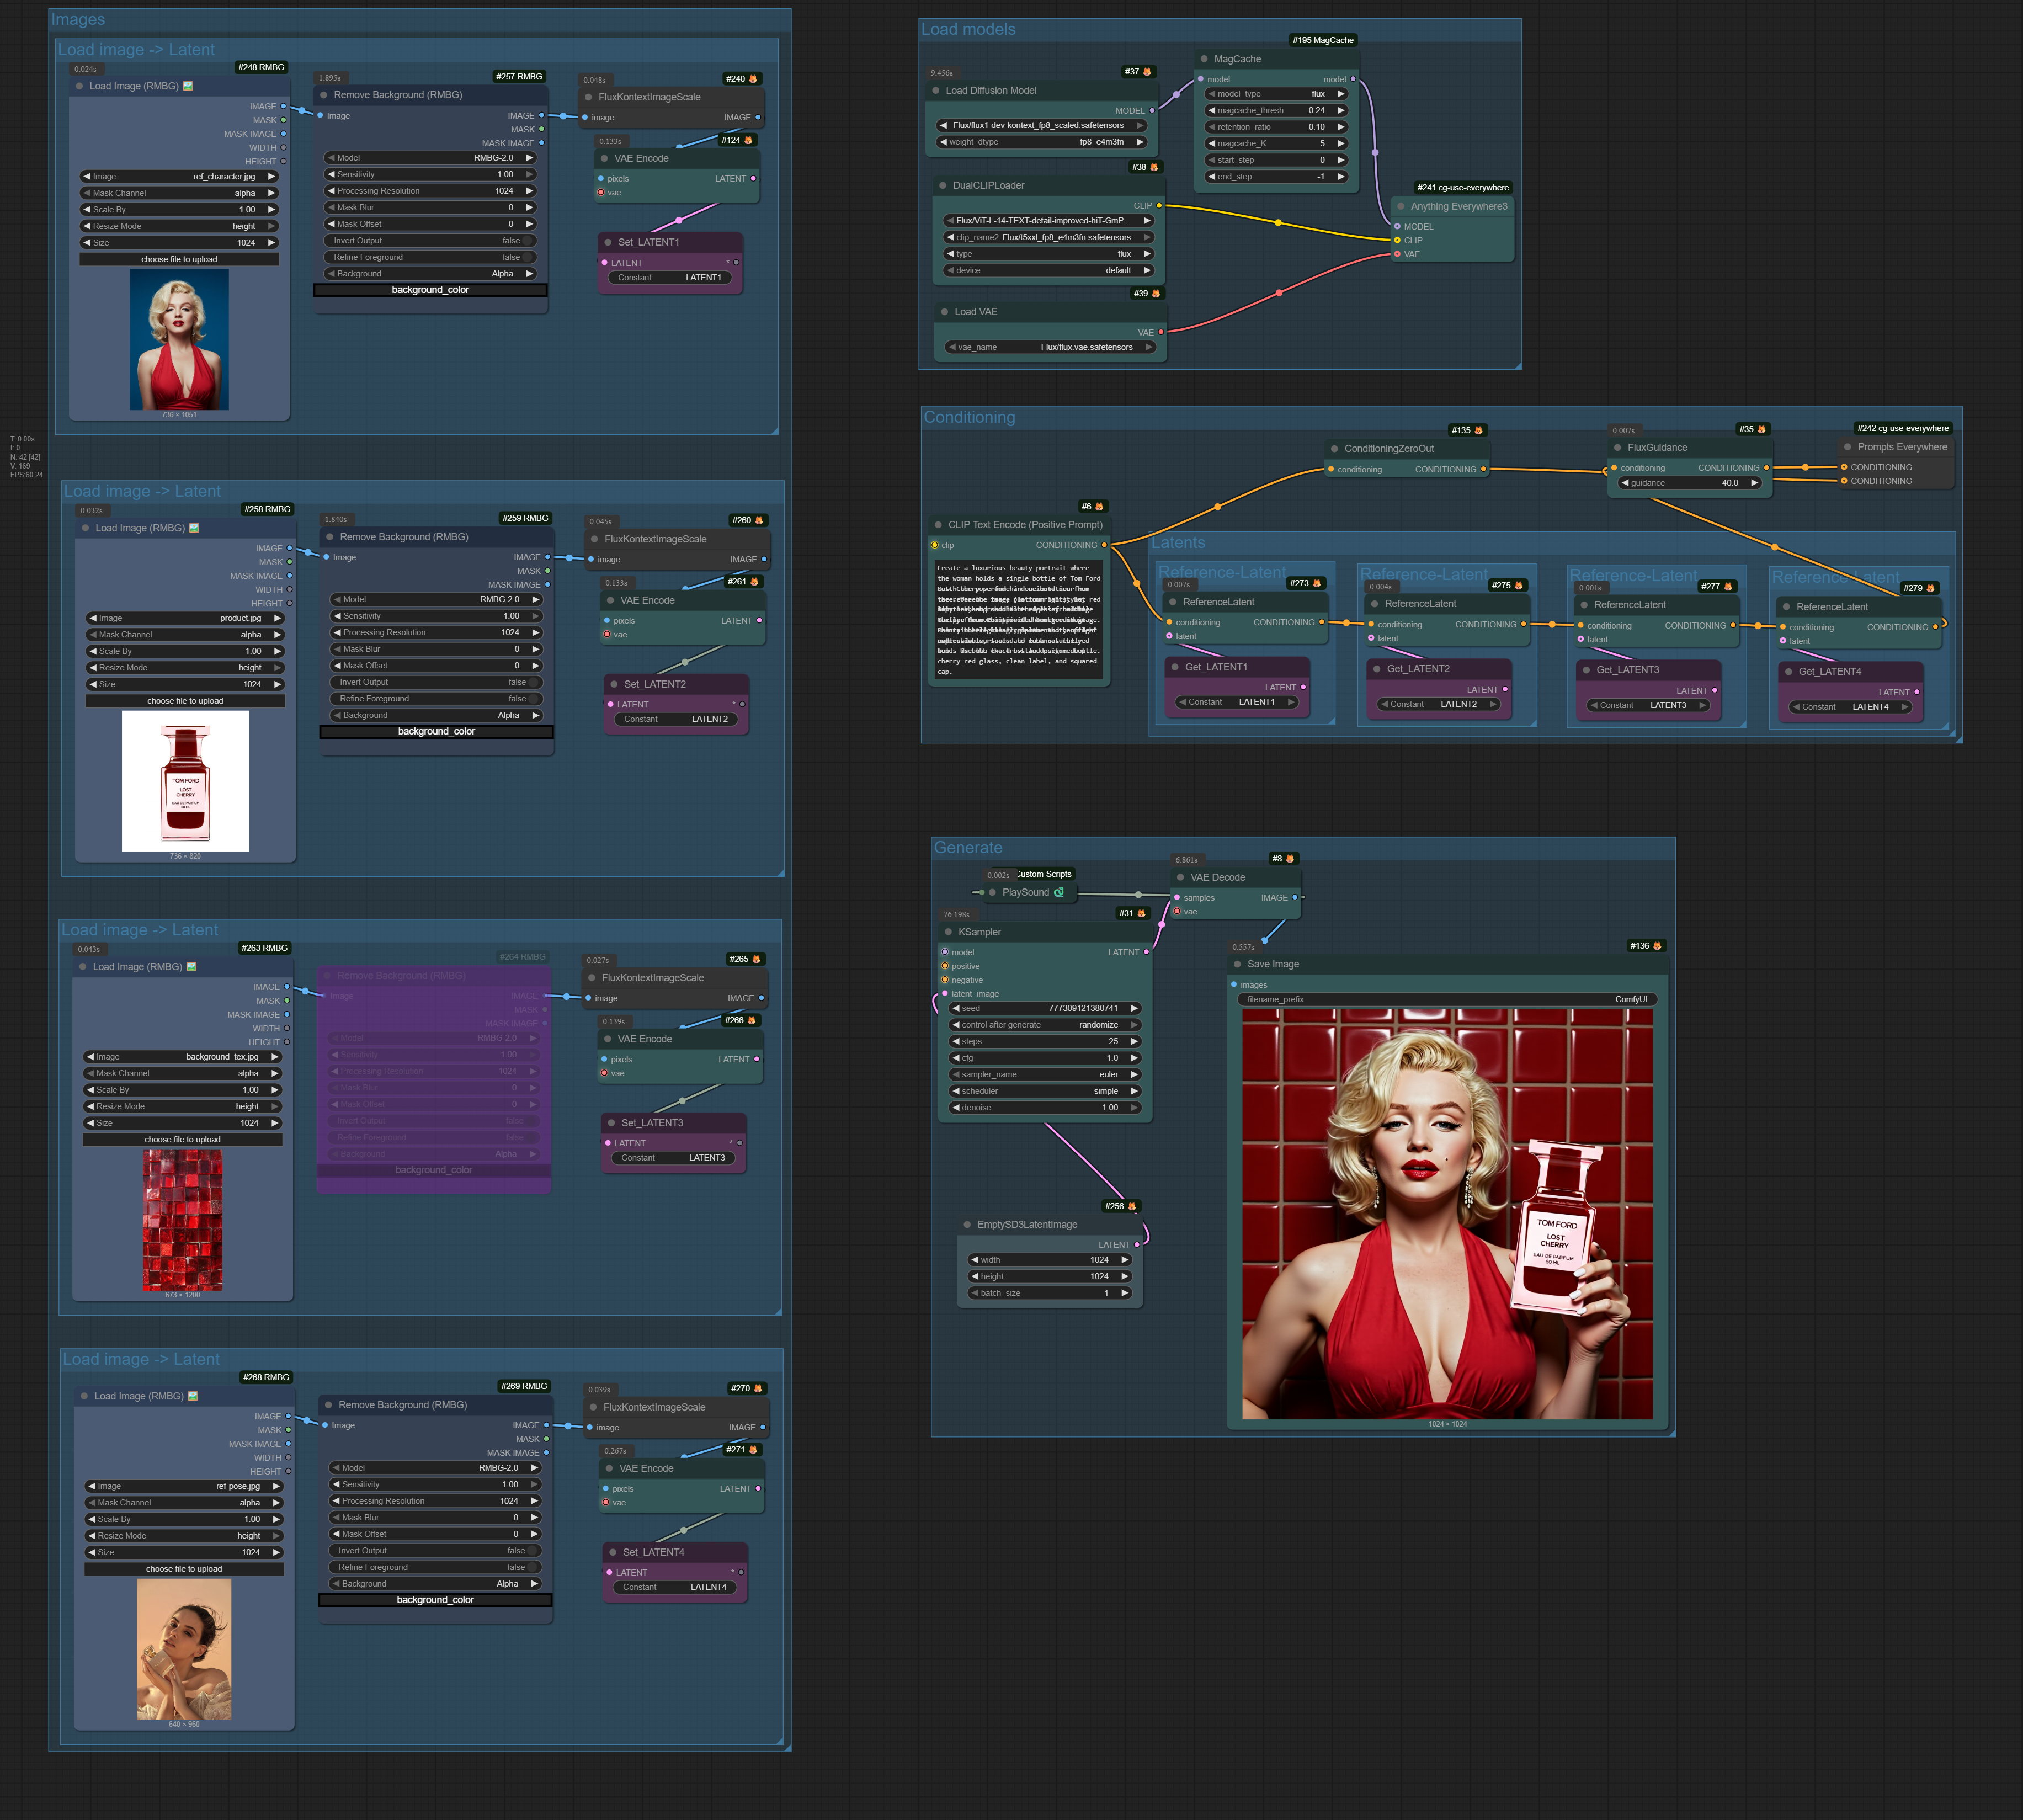 Images
Load image -> Latent
0.024s
#248 RMBG
Load Image (RMBG)
IMAGE
MASK
MASK IMAGE
WIDTH
HEIGHT
Image ref_character.jpg
Mask Channel alpha
Scale By 1.00
Resize Mode height
Size 1024
choose file to upload
736 × 1051
1.895s
#257 RMBG
Remove Background (RMBG)
Image IMAGE
MASK
MASK IMAGE
Model RMBG-2.0
Sensitivity 1.00
Processing Resolution 1024
Mask Blur 0
Mask Offset 0
Invert Output false
Refine Foreground false
Background Alpha
background_color
0.048s
#240
FluxKontextImageScale
image IMAGE
0.133s
#124
VAE Encode
pixels LATENT
vae
Set_LATENT1
LATENT *
Constant LATENT1
T: 0.00s
I: 0
N: 42 [42]
V: 169
FPS:60.24
Load image -> Latent
0.032s
#258 RMBG
Load Image (RMBG)
IMAGE
MASK
MASK IMAGE
WIDTH
HEIGHT
Image product.jpg
Mask Channel alpha
Scale By 1.00
Resize Mode height
Size 1024
choose file to upload
TOM FORD
LOST
CHERRY
EAU DE PARFUM
50 ML
736 × 820
1.840s
#259 RMBG
Remove Background (RMBG)
Image IMAGE
MASK
MASK IMAGE
Model RMBG-2.0
Sensitivity 1.00
Processing Resolution 1024
Mask Blur 0
Mask Offset 0
Invert Output false
Refine Foreground false
Background Alpha
background_color
0.045s
#260
FluxKontextImageScale
image IMAGE
0.133s
#261
VAE Encode
pixels LATENT
vae
Set_LATENT2
LATENT *
Constant LATENT2
Load image -> Latent
0.043s
#263 RMBG
Load Image (RMBG)
IMAGE
MASK
MASK IMAGE
WIDTH
HEIGHT
Image background_tex.jpg
Mask Channel alpha
Scale By 1.00
Resize Mode height
Size 1024
choose file to upload
673 × 1200
#264 RMBG
Remove Background (RMBG)
Image IMAGE
MASK
MASK IMAGE
Model RMBG-2.0
Sensitivity 1.00
Processing Resolution 1024
Mask Blur 0
Mask Offset 0
Invert Output false
Refine Foreground false
Background Alpha
background_color
0.027s
#265
FluxKontextImageScale
image IMAGE
0.139s
#266
VAE Encode
pixels LATENT
vae
Set_LATENT3
LATENT *
Constant LATENT3
Load image -> Latent
#268 RMBG
Load Image (RMBG)
IMAGE
MASK
MASK IMAGE
WIDTH
HEIGHT
Image ref-pose.jpg
Mask Channel alpha
Scale By 1.00
Resize Mode height
Size 1024
choose file to upload
640 × 960
#269 RMBG
Remove Background (RMBG)
Image IMAGE
MASK
MASK IMAGE
Model RMBG-2.0
Sensitivity 1.00
Processing Resolution 1024
Mask Blur 0
Mask Offset 0
Invert Output false
Refine Foreground false
Background Alpha
background_color
0.039s
#270
FluxKontextImageScale
image IMAGE
0.267s
#271
VAE Encode
pixels LATENT
vae
Set_LATENT4
LATENT *
Constant LATENT4
Load models
9.456s
#37
Load Diffusion Model
MODEL
Flux/flux1-dev-kontext_fp8_scaled.safetensors
weight_dtype fp8_e4m3fn
#195 MagCache
MagCache
model model
model_type flux
magcache_thresh 0.24
retention_ratio 0.10
magcache_K 5
start_step 0
end_step -1
#38
DualCLIPLoader
CLIP
Flux/ViT-L-14-TEXT-detail-improved-hiT-GmP...
clip_name2 Flux/t5xxl_fp8_e4m3fn.safetensors
type flux
device default
#241 cg-use-everywhere
Anything Everywhere3
MODEL
CLIP
VAE
#39
Load VAE
VAE
vae_name Flux/flux.vae.safetensors
Conditioning
#135
ConditioningZeroOut
conditioning CONDITIONING
0.007s
#35
FluxGuidance
conditioning CONDITIONING
guidance 40.0
#242 cg-use-everywhere
Prompts Everywhere
CONDITIONING
CONDITIONING
#6
CLIP Text Encode (Positive Prompt)
clip CONDITIONING
Create a luxurious beauty portrait where
the woman holds a single bottle of Tom Ford
cherry red glass, clean label, and squared
cap.
Latents
Reference-Latent
0.007s
#273
ReferenceLatent
conditioning CONDITIONING
latent
Get_LATENT1
LATENT
Constant LATENT1
Reference-Latent
0.004s
#275
ReferenceLatent
conditioning CONDITIONING
latent
Get_LATENT2
LATENT
Constant LATENT2
Reference-Latent
0.001s
#277
ReferenceLatent
conditioning CONDITIONING
latent
Get_LATENT3
LATENT
Constant LATENT3
Reference-Latent
#279
ReferenceLatent
conditioning CONDITIONING
latent
Get_LATENT4
LATENT
Constant LATENT4
Generate
0.002s
Custom-Scripts
PlaySound
6.861s
#8
VAE Decode
samples IMAGE
vae
76.198s
#31
KSampler
model LATENT
positive
negative
latent_image
seed 777309121380741
control after generate randomize
steps 25
cfg 1.0
sampler_name euler
scheduler simple
denoise 1.00
#256
EmptySD3LatentImage
LATENT
width 1024
height 1024
batch_size 1
0.557s
#136
Save Image
images
filename_prefix ComfyUI
TOM FORD
LOST
CHERRY
EAU DE PARFUM
50 ML
1024 × 1024